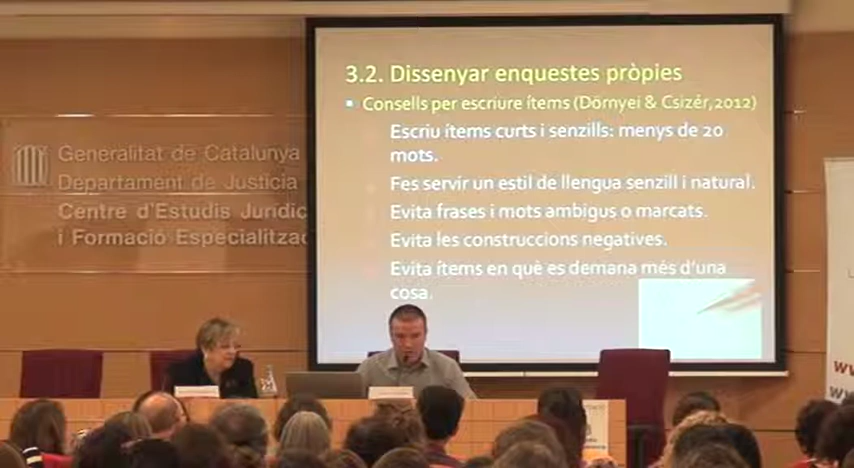 3.2. Dissenyar enquestes pròpies
Consells per escriure ítems (Dörnyei & Csizér,2012)
Escriu ítems curts i senzills: menys de 20
mots.
Fes servir un estil de llengua senzill i natural.
Evita frases i mots ambigus o marcats.
Evita les construccions negatives.
Evita ítems en què es demana més d'una
cosa.
Generalitat de Catalunya
Departament de Justícia
Centre d'Estudis Jurídic
i Formació Especialitzac